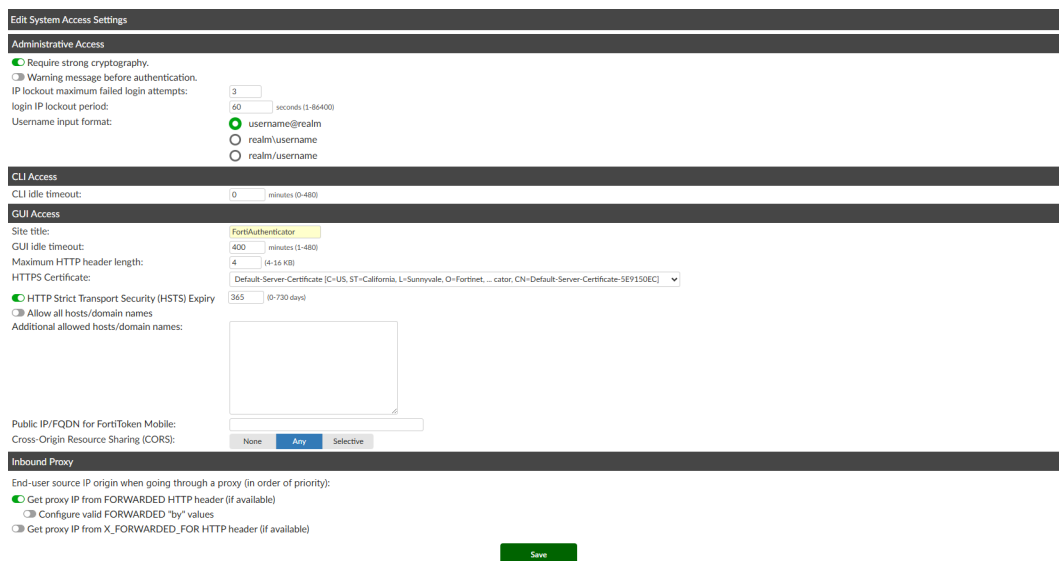 Edit System Access Settings
Administrative Access
Require strong cryptography.
Warning message before authentication.
IP lockout maximum failed login attempts: 3
login IP lockout period: 60 seconds (1-86400)
Username input format: username@realm
realm\username
realm/username
CLI Access
CLI idle timeout: 0 minutes (0-480)
GUI Access
Site title: FortiAuthenticator
GUI idle timeout: 400 minutes (1-480)
Maximum HTTP header length: 4 (4-16 KB)
HTTPS Certificate: Default-Server-Certificate [C=US, ST=California, L=Sunnyvale, O=Fortinet, ... cator, CN=Default-Server-Certificate-5E9150EC]
HTTP Strict Transport Security (HSTS) Expiry 365 (0-730 days)
Allow all hosts/domain names
Additional allowed hosts/domain names:
Public IP/FQDN for FortiToken Mobile:
Cross-Origin Resource Sharing (CORS): None Any Selective
Inbound Proxy
End-user source IP origin when going through a proxy (in order of priority):
Get proxy IP from FORWARDED HTTP header (if available)
Configure valid FORWARDED "by" values
Get proxy IP from X_FORWARDED_FOR HTTP header (if available)
Save